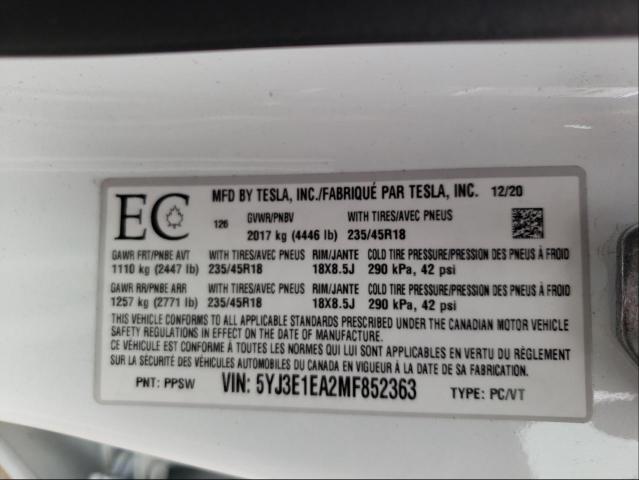 EC
MFD BY TESLA, INC./FABRIQUÉ PAR TESLA, INC. 12/20
126 GVWR/PNBV WITH TIRES/AVEC PNEUS
2017 kg (4446 lb) 235/45R18
GAWR FRT/PNBE AVT WITH TIRES/AVEC PNEUS RIM/JANTE COLD TIRE PRESSURE/PRESSION DES PNEUS À FROID
1110 kg (2447 lb) 235/45R18 18X8.5J 290 kPa, 42 psi
GAWR RR/PNBE ARR WITH TIRES/AVEC PNEUS RIM/JANTE COLD TIRE PRESSURE/PRESSION DES PNEUS À FROID
1257 kg (2771 lb) 235/45R18 18X8.5J 290 kPa, 42 psi
THIS VEHICLE CONFORMS TO ALL APPLICABLE STANDARDS PRESCRIBED UNDER THE CANADIAN MOTOR VEHICLE
SAFETY REGULATIONS IN EFFECT ON THE DATE OF MANUFACTURE.
CE VÉHICULE EST CONFORME À TOUTES LES NORMES QUI LUI SONT APPLICABLES EN VERTU DU RÈGLEMENT
SUR LA SÉCURITÉ DES VÉHICULES AUTOMOBILES DU CANADA EN VIGUEUR À LA DATE DE SA FABRICATION.
PNT: PPSW VIN: 5YJ3E1EA2MF852363 TYPE: PC/VT